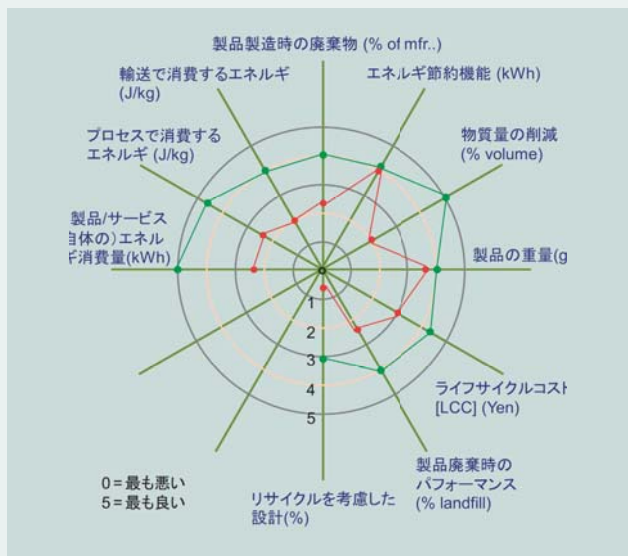 製品製造時の廃棄物 (% of mfr..)
輸送で消費するエネルギ
(J/kg)
エネルギ節約機能 (kWh)
プロセスで消費する
エネルギ (J/kg)
物質量の削減
(% volume)
製品/サービス
自体の）エネル
ギ消費量(kWh)
製品の重量(g
1
2
3
4
5
ライフサイクルコスト
[LCC] (Yen)
製品廃棄時の
パフォーマンス
(% landfill)
リサイクルを考慮した
設計(%)
0 = 最も悪い
5 = 最も良い